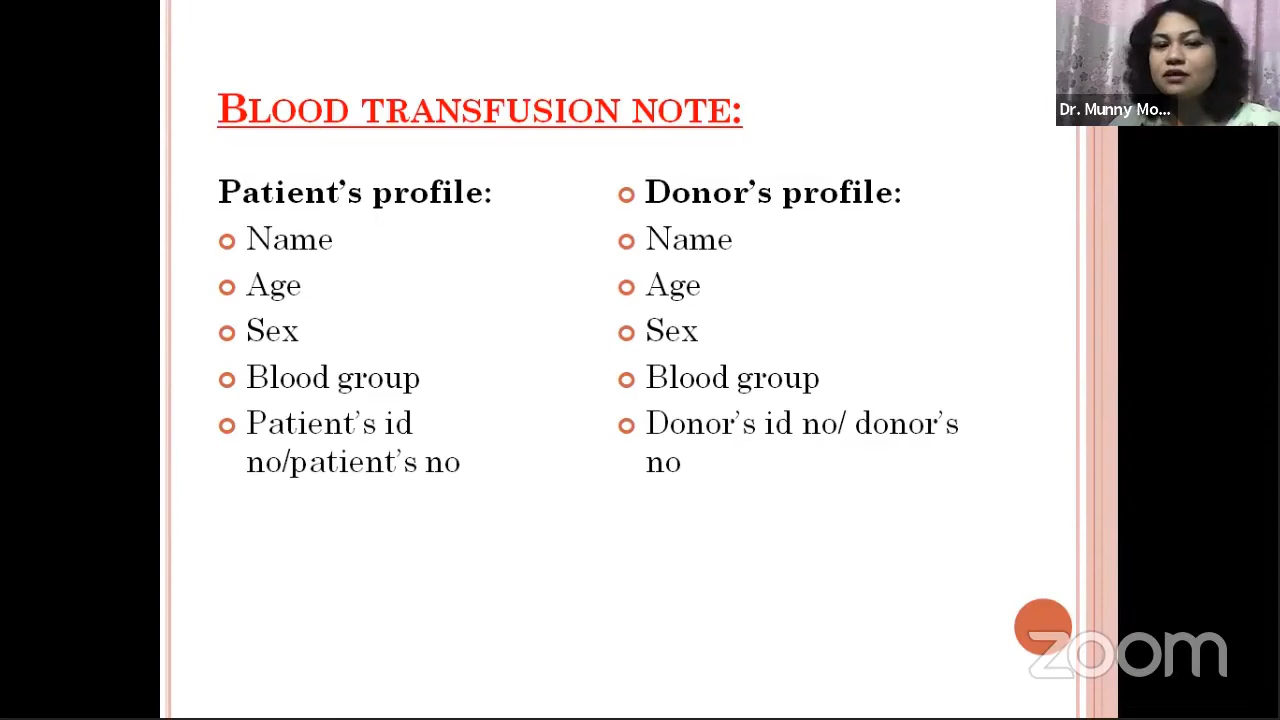 BLOOD TRANSFUSION NOTE:
Dr. Munny Mo...
Patient's profile:
Name
Age
Sex
Blood group
Patient's id
no/patient's no
Donor's profile:
Name
Age
Sex
Blood group
Donor's id no/ donor's
no
zoom